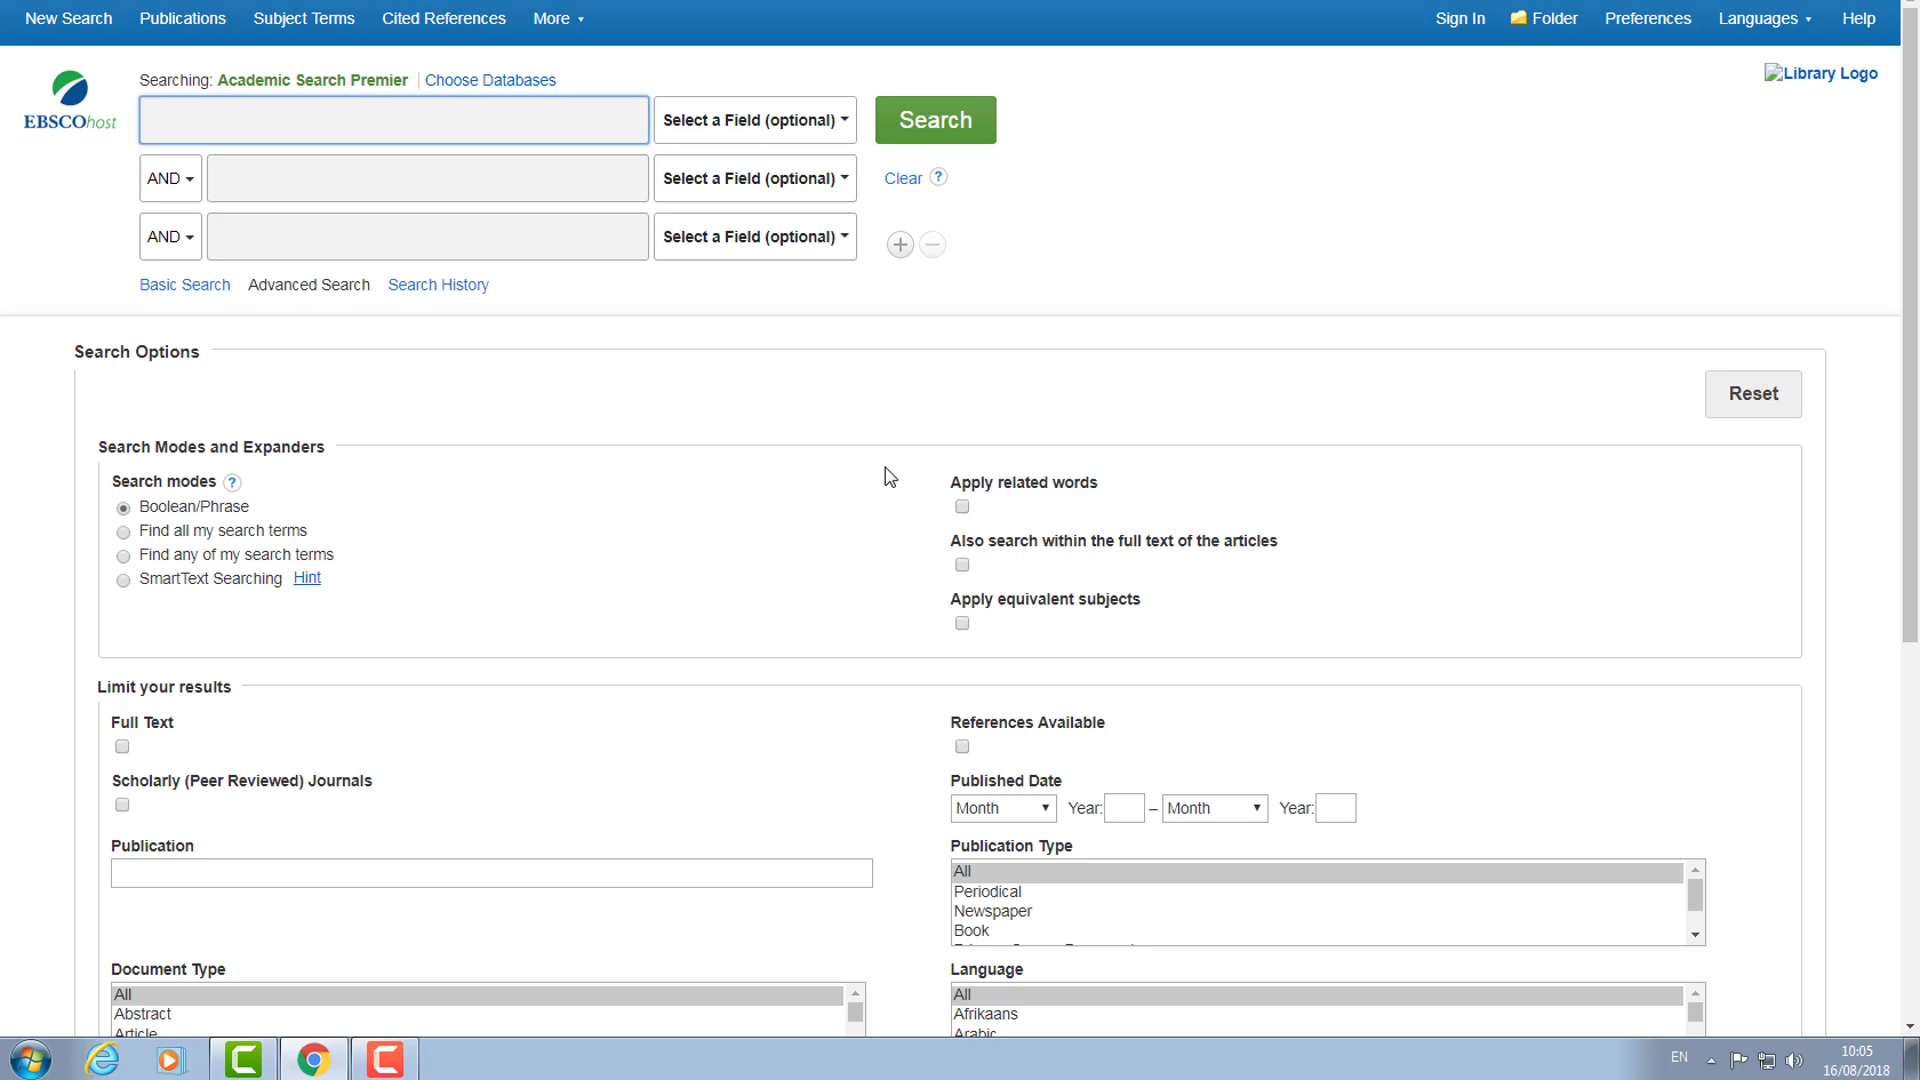 New Search Publications Subject Terms Cited References More Sign In Folder Preferences Languages Help
EBSCOhost
Searching: Academic Search Premier Choose Databases
Library Logo
Select a Field (optional) Search
AND Select a Field (optional) Clear ?
AND Select a Field (optional)
Basic Search Advanced Search Search History
Search Options
Reset
Search Modes and Expanders
Search modes ?
Boolean/Phrase
Find all my search terms
Find any of my search terms
SmartText Searching Hint
Apply related words
Also search within the full text of the articles
Apply equivalent subjects
Limit your results
Full Text
References Available
Scholarly (Peer Reviewed) Journals
Published Date
Month Year: – Month Year:
Publication
Publication Type
All
Periodical
Newspaper
Book
Document Type
All
Abstract
Article
Language
All
Afrikaans
Arabic
EN
10:05
16/08/2018